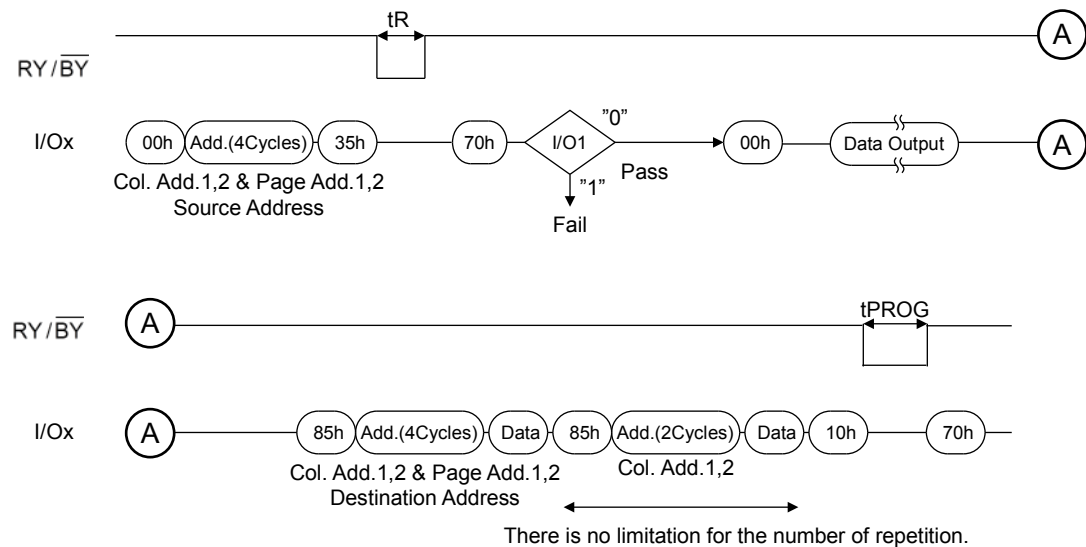 tR
A
RY/BY
I/Ox
00h Add.(4Cycles) 35h 70h I/O1 "0" 00h Data Output A
Pass
"1"
Col. Add.1,2 & Page Add.1,2
Source Address
Fail
RY/BY
A
tPROG
I/Ox
A
85h Add.(4Cycles) Data 85h Add.(2Cycles) Data 10h 70h
Col. Add.1,2 & Page Add.1,2
Destination Address
Col. Add.1,2
There is no limitation for the number of repetition.